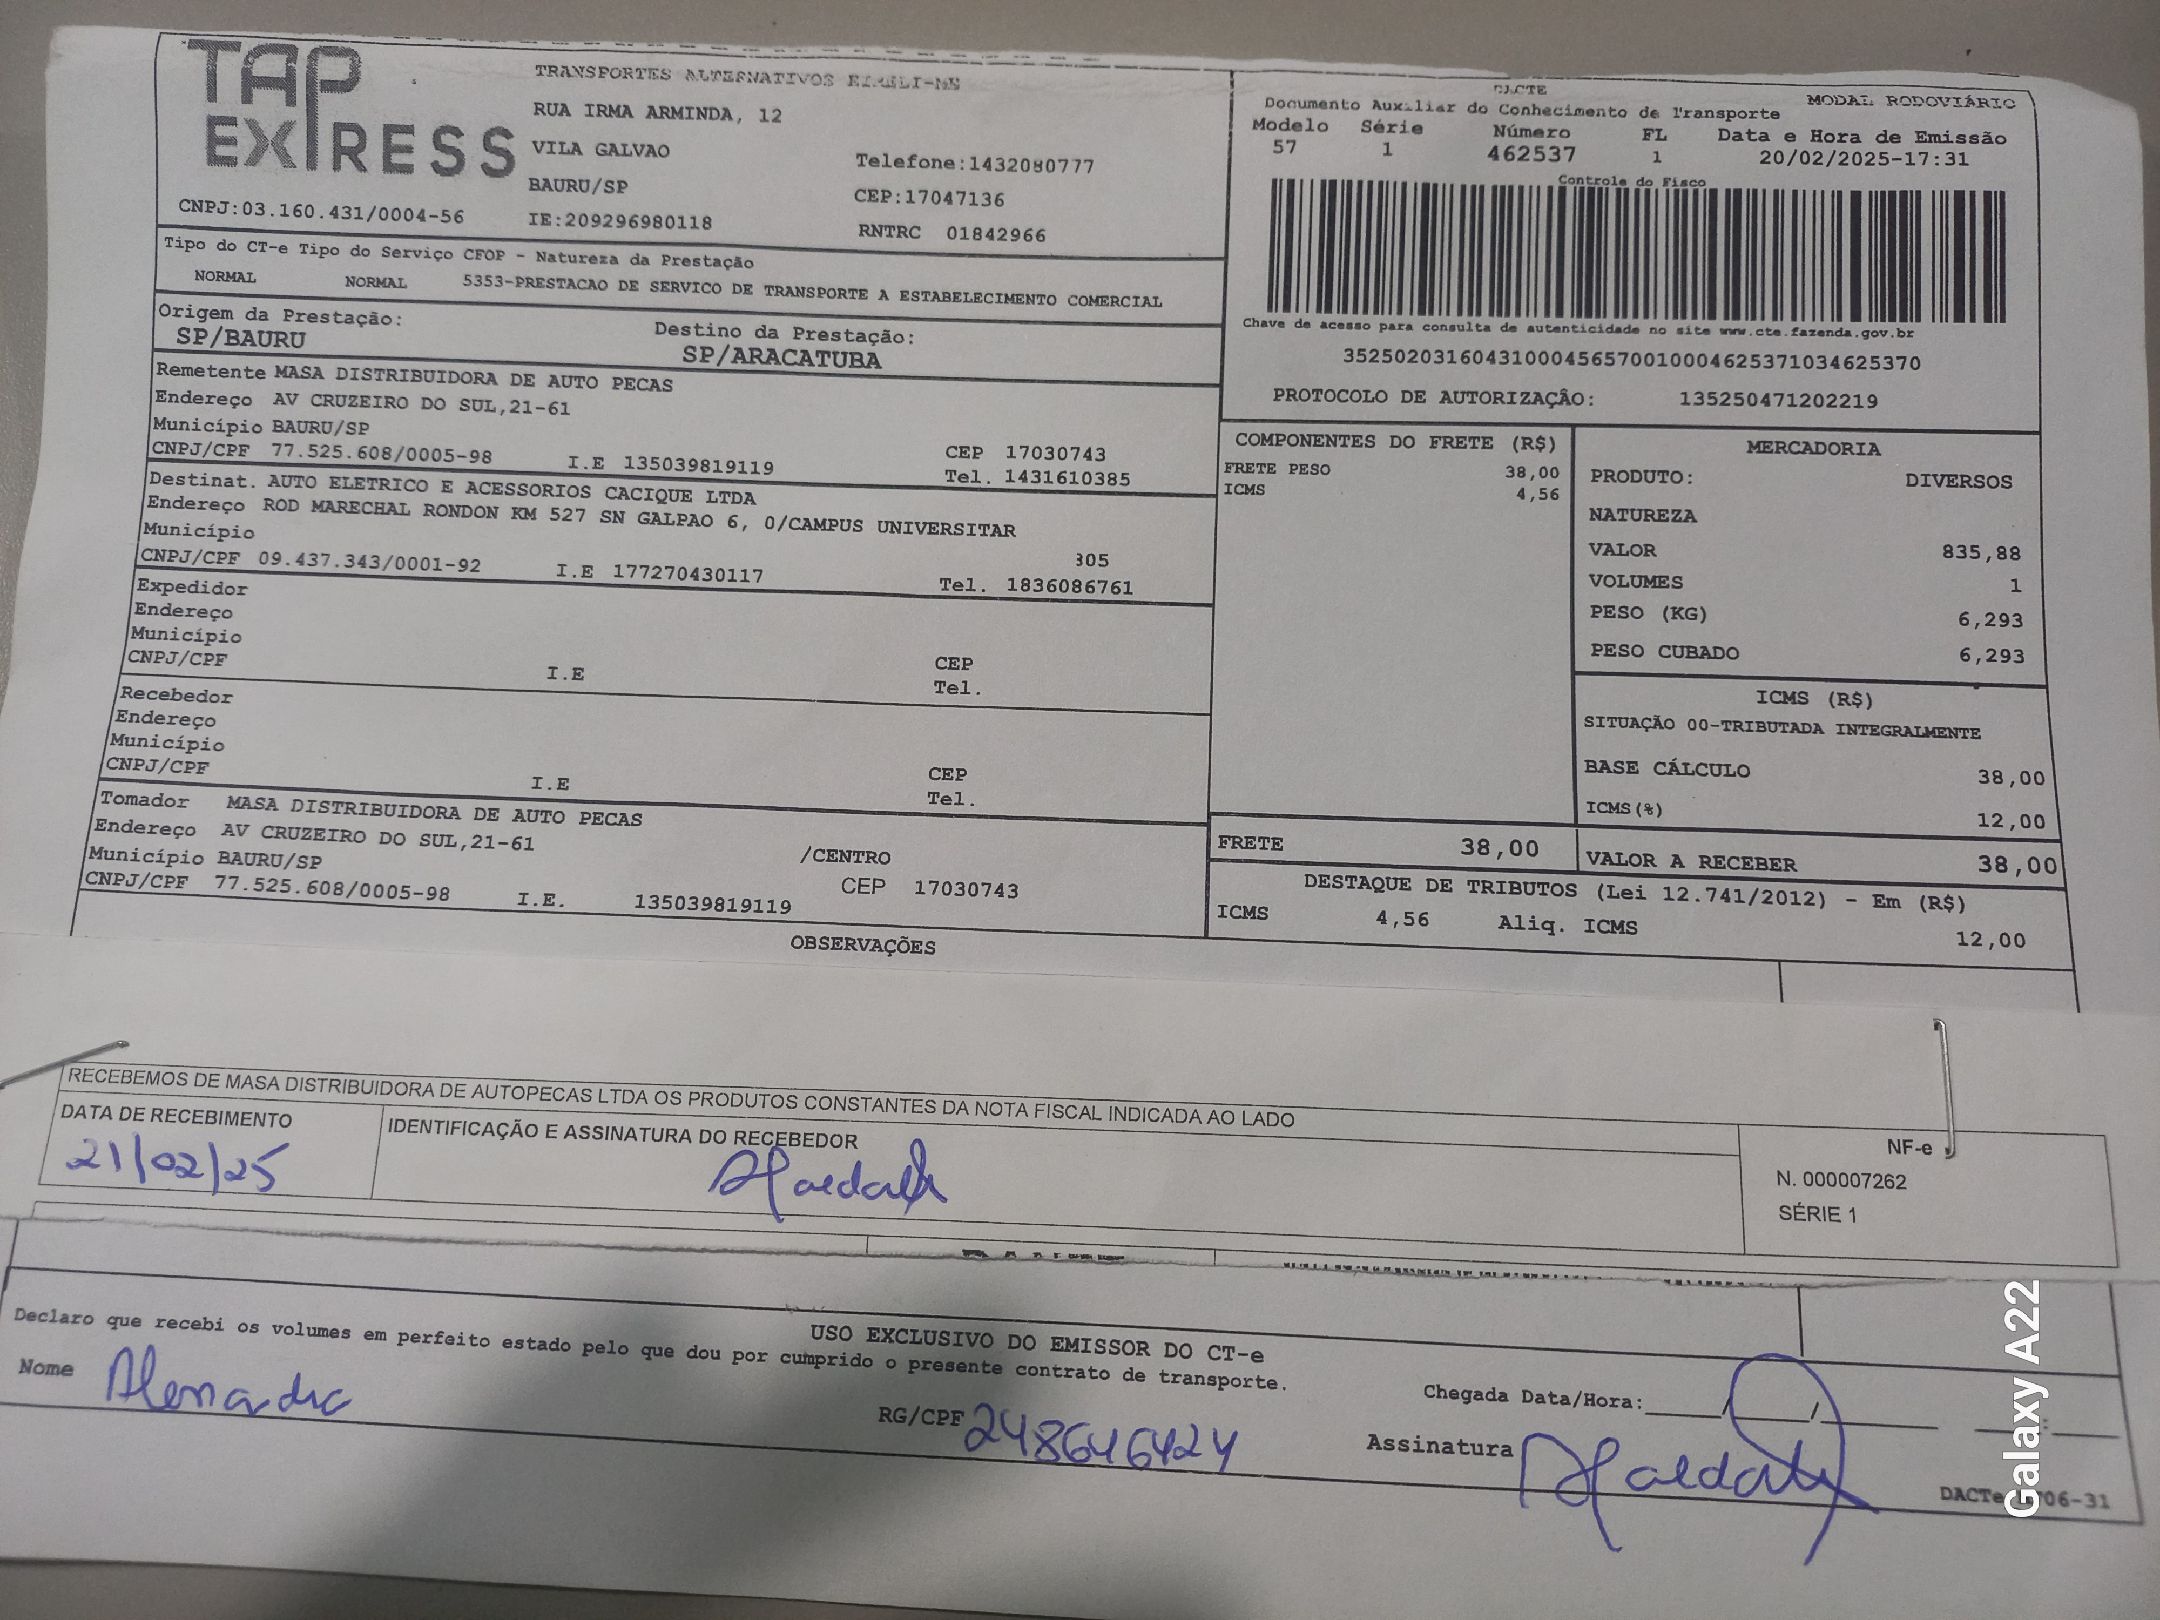 TAP
EXPRESS
TRANSPORTES ALTERNATIVOS EIRELI-ME
RUA IRMA ARMINDA, 12
VILA GALVAO
Telefone:1432080777
BAURU/SP
CEP:17047136
CNPJ:03.160.431/0004-56
IE:209296980118
RNTRC 01842966
DACTE
MODAL RODOVIÁRIO
Documento Auxiliar do Conhecimento de Transporte
Modelo Série Número FL Data e Hora de Emissão
57 1 462537 1 20/02/2025-17:31
Controle do Fisco
Chave de acesso para consulta de autenticidade no site www.cte.fazenda.gov.br
35250203160431000456570010004625371034625370
PROTOCOLO DE AUTORIZAÇÃO: 135250471202219
Tipo do CT-e Tipo do Serviço CFOP - Natureza da Prestação
NORMAL NORMAL 5353-PRESTACAO DE SERVICO DE TRANSPORTE A ESTABELECIMENTO COMERCIAL
Origem da Prestação: Destino da Prestação:
SP/BAURU SP/ARACATUBA
Remetente MASA DISTRIBUIDORA DE AUTO PECAS
Endereço AV CRUZEIRO DO SUL,21-61
Município BAURU/SP CEP 17030743
CNPJ/CPF 77.525.608/0005-98 I.E 135039819119 Tel. 1431610385
Destinat. AUTO ELETRICO E ACESSORIOS CACIQUE LTDA
Endereço ROD MARECHAL RONDON KM 527 SN GALPAO 6, 0/CAMPUS UNIVERSITAR
Município 305
CNPJ/CPF 09.437.343/0001-92 I.E 177270430117 Tel. 1836086761
Expedidor
Endereço
Município CEP
CNPJ/CPF I.E Tel.
Recebedor
Endereço
Município CEP
CNPJ/CPF I.E Tel.
Tomador MASA DISTRIBUIDORA DE AUTO PECAS
Endereço AV CRUZEIRO DO SUL,21-61 /CENTRO
Município BAURU/SP CEP 17030743
CNPJ/CPF 77.525.608/0005-98 I.E. 135039819119
COMPONENTES DO FRETE (R$)
FRETE PESO 38,00
ICMS 4,56
MERCADORIA
PRODUTO: DIVERSOS
NATUREZA
VALOR 835,88
VOLUMES 1
PESO (KG) 6,293
PESO CUBADO 6,293
ICMS (R$)
SITUAÇÃO 00-TRIBUTADA INTEGRALMENTE
BASE CÁLCULO 38,00
ICMS(%) 12,00
FRETE 38,00 VALOR A RECEBER 38,00
DESTAQUE DE TRIBUTOS (Lei 12.741/2012) - Em (R$)
ICMS 4,56 Aliq. ICMS 12,00
OBSERVAÇÕES
RECEBEMOS DE MASA DISTRIBUIDORA DE AUTOPECAS LTDA OS PRODUTOS CONSTANTES DA NOTA FISCAL INDICADA AO LADO
DATA DE RECEBIMENTO IDENTIFICAÇÃO E ASSINATURA DO RECEBEDOR
21/02/25
NF-e
N. 000007262
SÉRIE 1
USO EXCLUSIVO DO EMISSOR DO CT-e
Declaro que recebi os volumes em perfeito estado pelo que dou por cumprido o presente contrato de transporte.
Nome RG/CPF 248646424 Chegada Data/Hora:____/____/____ __:__
Assinatura
Galaxy A22